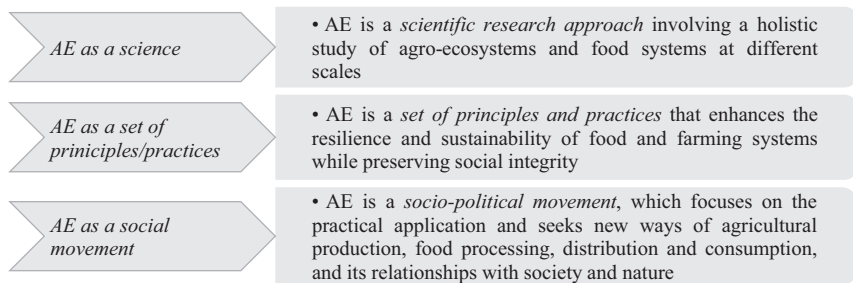 AE as a science
• AE is a scientific research approach involving a holistic
study of agro-ecosystems and food systems at different
scales
AE as a set of
priniciples/practices
• AE is a set of principles and practices that enhances the
resilience and sustainability of food and farming systems
while preserving social integrity
AE as a social
movement
• AE is a socio-political movement, which focuses on the
practical application and seeks new ways of agricultural
production, food processing, distribution and consumption,
and its relationships with society and nature